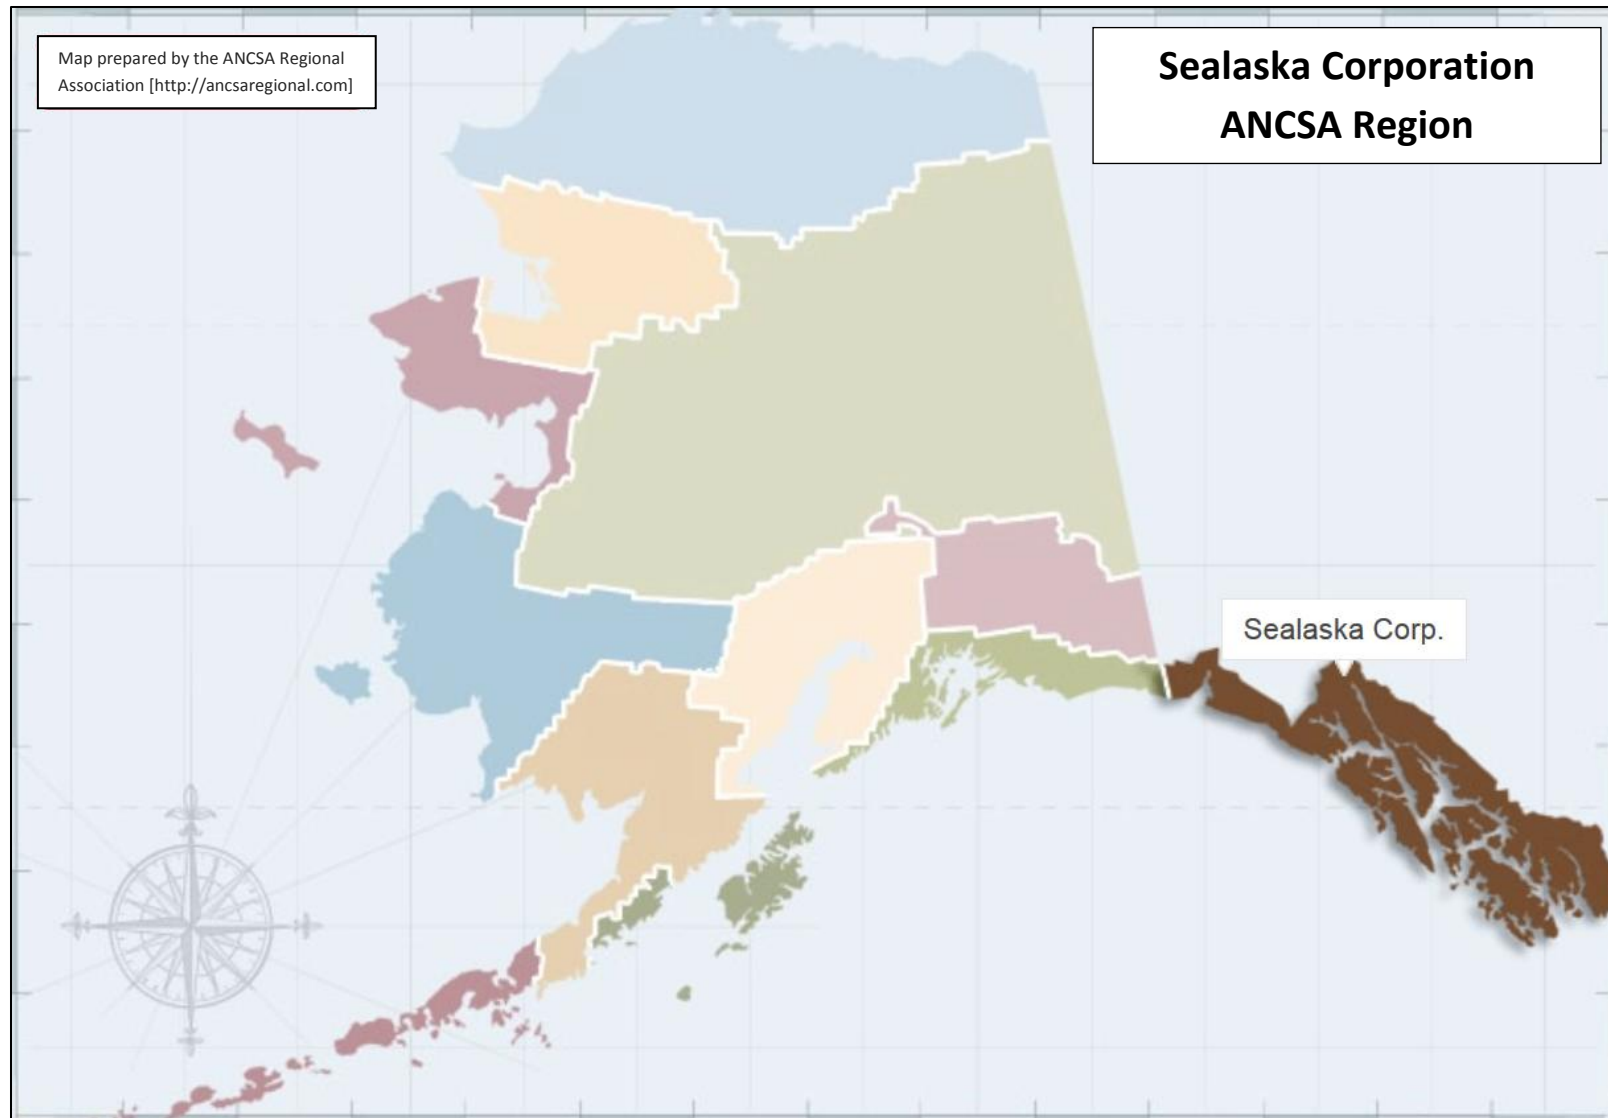 Map prepared by the ANCSA Regional
Association [http://ancsaregional.com]
Sealaska Corporation
ANCSA Region
Sealaska Corp.